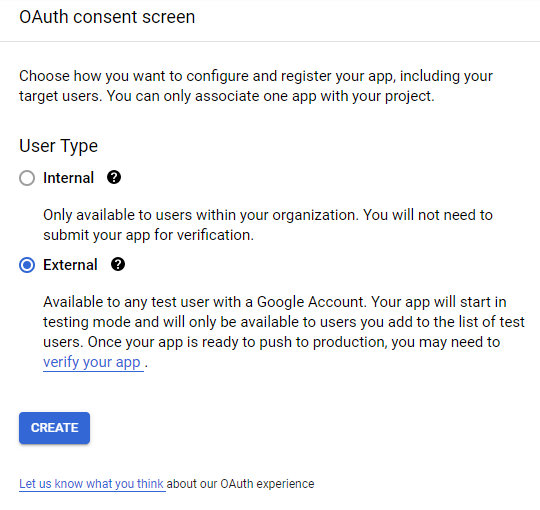 OAuth consent screen
Choose how you want to configure and register your app, including your
target users. You can only associate one app with your project.
User Type
Internal ?
Only available to users within your organization. You will not need to
submit your app for verification.
External ?
Available to any test user with a Google Account. Your app will start in
testing mode and will only be available to users you add to the list of test
users. Once your app is ready to push to production, you may need to
verify your app .
CREATE
Let us know what you think about our OAuth experience